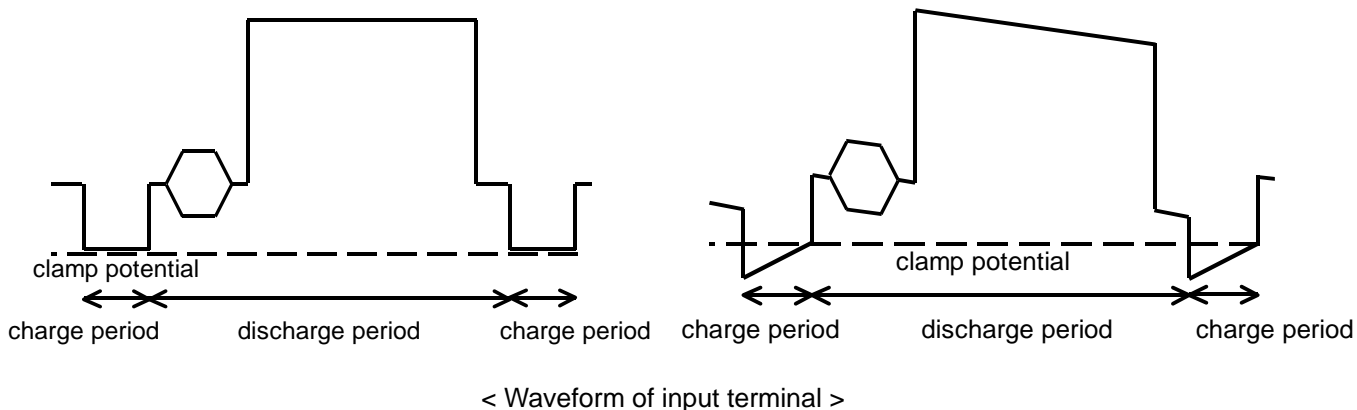 clamp potential
charge period
discharge period
charge period
clamp potential
charge period
discharge period
charge period
< Waveform of input terminal >